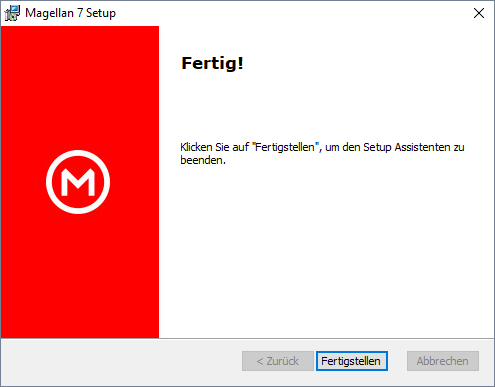 Magellan 7 Setup
Fertig!
Klicken Sie auf "Fertigstellen", um den Setup Assistenten zu
beenden.
M
< Zurück Fertigstellen Abbrechen